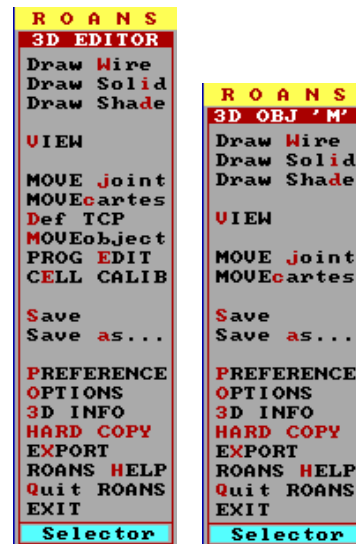 R O A N S
3D EDITOR
Draw Wire
Draw Solid
Draw Shade
VIEW
MOVE joint
MOVEcartes
Def TCP
MOVEobject
PROG EDIT
CELL CALIB
Save
Save as...
PREFERENCE
OPTIONS
3D INFO
HARD COPY
EXPORT
ROANS HELP
Quit ROANS
EXIT
Selector
R O A N S
3D OBJ 'M'
Draw Wire
Draw Solid
Draw Shade
VIEW
MOVE joint
MOVEcartes
Save
Save as...
PREFERENCE
OPTIONS
3D INFO
HARD COPY
EXPORT
ROANS HELP
Quit ROANS
EXIT
Selector